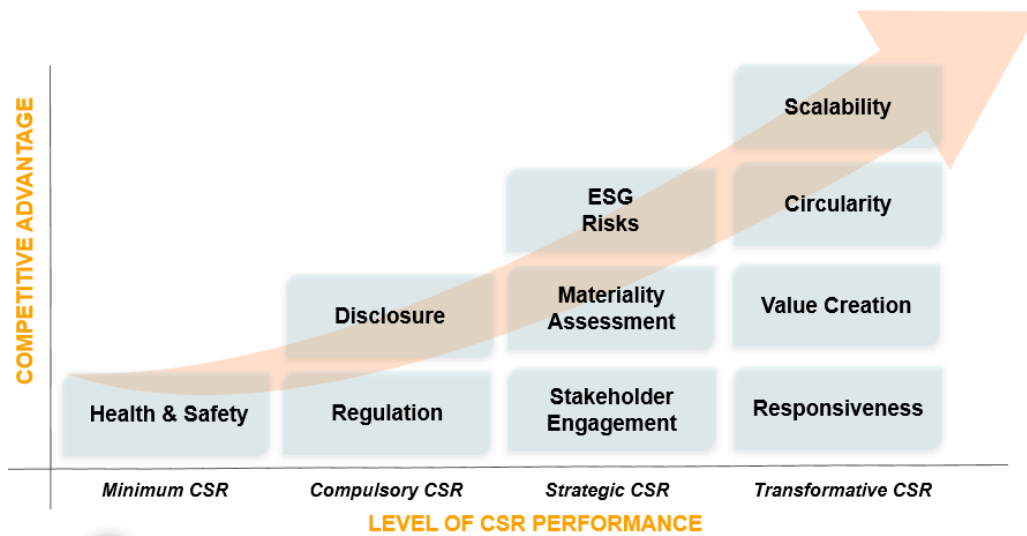 COMPETITIVE ADVANTAGE
Scalability
ESG
Risks
Circularity
Disclosure
Materiality
Assessment
Value Creation
Health & Safety
Regulation
Stakeholder
Engagement
Responsiveness
Minimum CSR
Compulsory CSR
Strategic CSR
Transformative CSR
LEVEL OF CSR PERFORMANCE